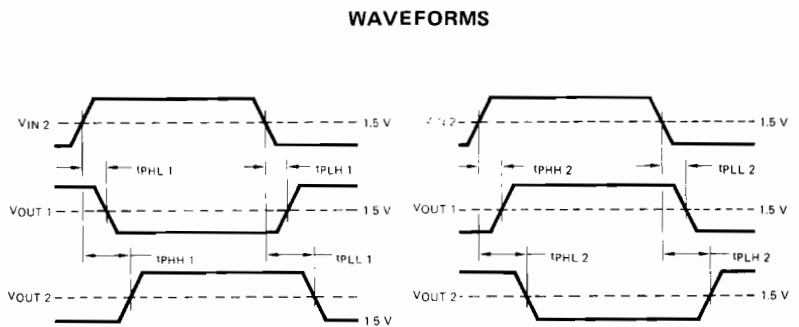 WAVEFORMS
VIN 2
1.5 V
tPHL 1
tPLH 1
VOUT 1
1.5 V
tPHH 1
tPLL 1
VOUT 2
1 5 V
IN 2
1.5 V
tPHH 2
tPLL 2
VOUT 1
1.5 V
tPHL 2
tPLH 2
VOUT 2
1.5 V